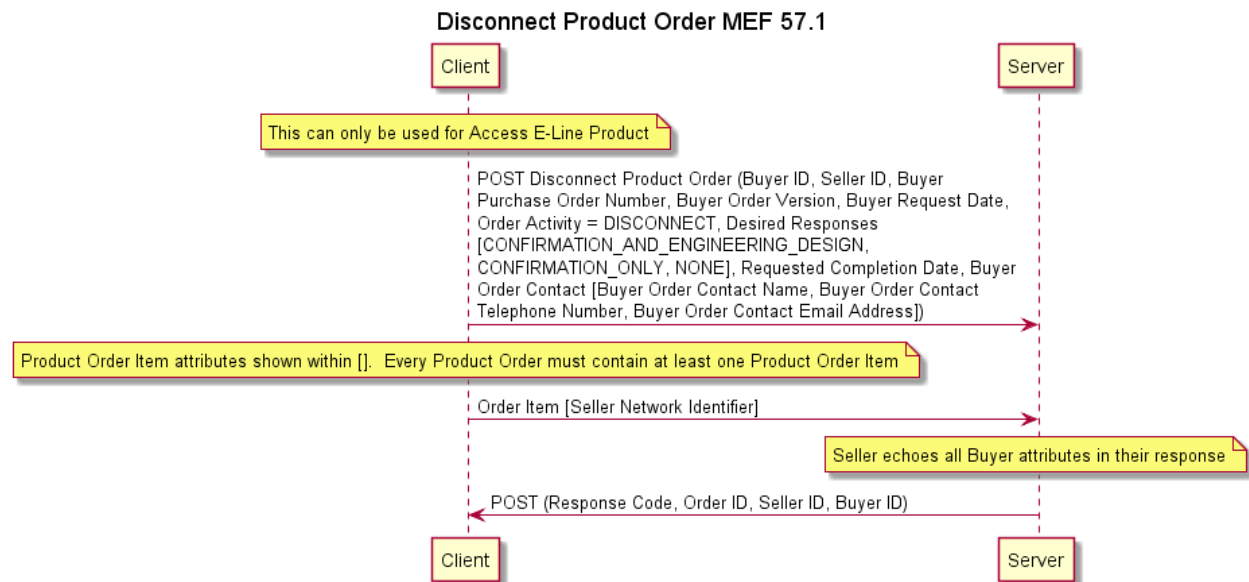 Disconnect Product Order MEF 57.1
Client
Server
This can only be used for Access E-Line Product
POST Disconnect Product Order (Buyer ID, Seller ID, Buyer
Purchase Order Number, Buyer Order Version, Buyer Request Date,
Order Activity = DISCONNECT, Desired Responses
[CONFIRMATION_AND_ENGINEERING_DESIGN,
CONFIRMATION_ONLY, NONE], Requested Completion Date, Buyer
Order Contact [Buyer Order Contact Name, Buyer Order Contact
Telephone Number, Buyer Order Contact Email Address])
Product Order Item attributes shown within [].  Every Product Order must contain at least one Product Order Item
Order Item [Seller Network Identifier]
Seller echoes all Buyer attributes in their response
POST (Response Code, Order ID, Seller ID, Buyer ID)
Client
Server